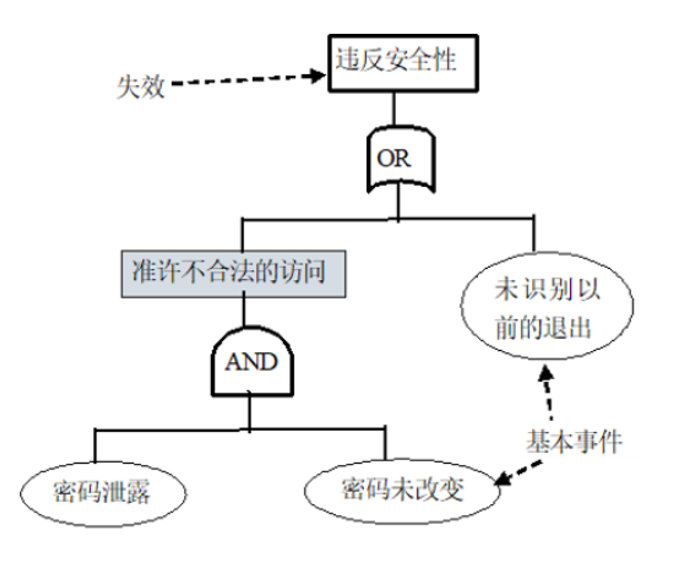 违反安全性
失效
OR
准许不合法的访问
未识别以
前的退出
AND
基本事件
密码泄露
密码未改变